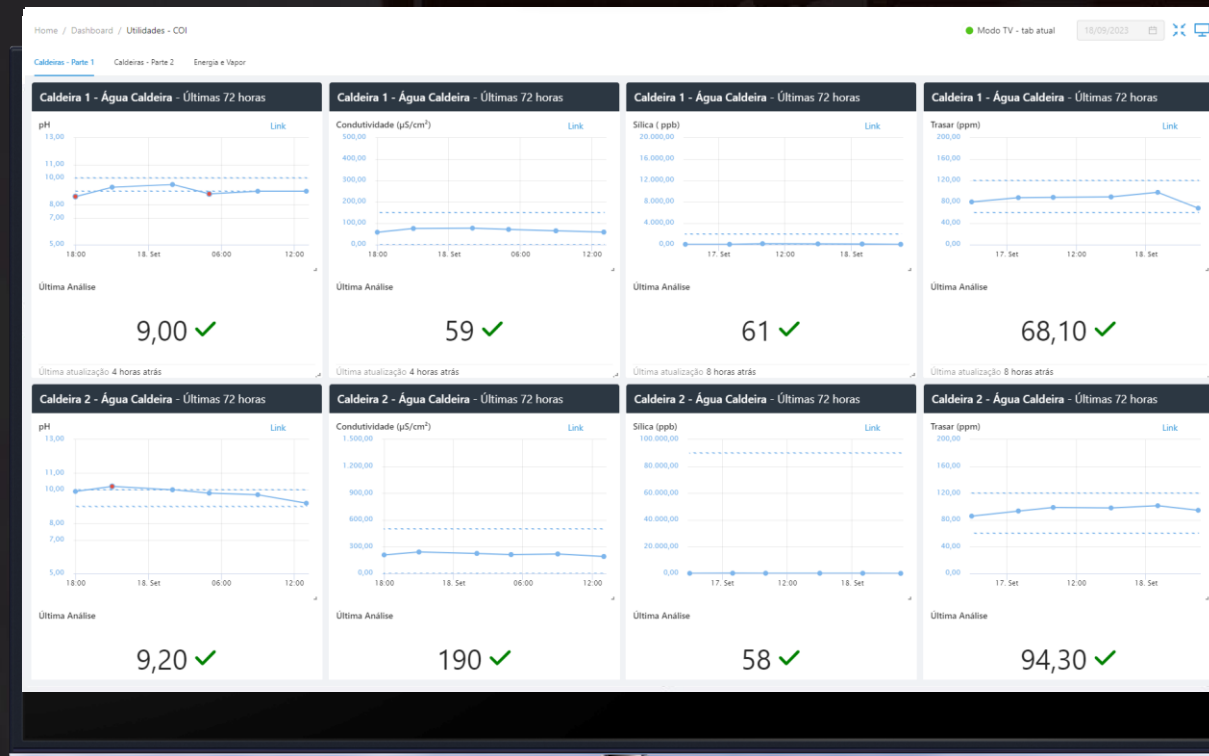 Home / Dashboard / Utilidades - COI
Modo TV - tab atual
18/09/2023
Caldeiras - Parte 1 Caldeiras - Parte 2 Energia e Vapor
Caldeira 1 - Água Caldeira - Últimas 72 horas
pH
Link
13,00
11,00
10,00
8,00
7,00
5,00
18:00 18. Set 06:00 12:00
Última Análise
9,00
Última atualização 4 horas atrás
Caldeira 1 - Água Caldeira - Últimas 72 horas
Condutividade (µS/cm²)
Link
500,00
400,00
300,00
200,00
100,00
0,00
18:00 18. Set 06:00 12:00
Última Análise
59
Última atualização 4 horas atrás
Caldeira 1 - Água Caldeira - Últimas 72 horas
Sílica ( ppb)
Link
20.000,00
16.000,00
12.000,00
8.000,00
4.000,00
0,00
17. Set 12:00 18. Set
Última Análise
61
Última atualização 8 horas atrás
Caldeira 1 - Água Caldeira - Últimas 72 horas
Trasar (ppm)
Link
200,00
160,00
120,00
80,00
40,00
0,00
17. Set 12:00 18. Set
Última Análise
68,10
Última atualização 8 horas atrás
Caldeira 2 - Água Caldeira - Últimas 72 horas
pH
Link
13,00
11,00
10,00
8,00
7,00
5,00
18:00 18. Set 06:00 12:00
Última Análise
9,20
Caldeira 2 - Água Caldeira - Últimas 72 horas
Condutividade (µS/cm²)
Link
1.500,00
1.200,00
900,00
600,00
300,00
0,00
18:00 18. Set 06:00 12:00
Última Análise
190
Caldeira 2 - Água Caldeira - Últimas 72 horas
Sílica (ppb)
Link
100.000,00
80.000,00
60.000,00
40.000,00
20.000,00
0,00
17. Set 12:00 18. Set
Última Análise
58
Caldeira 2 - Água Caldeira - Últimas 72 horas
Trasar (ppm)
Link
200,00
160,00
120,00
80,00
40,00
0,00
17. Set 12:00 18. Set
Última Análise
94,30